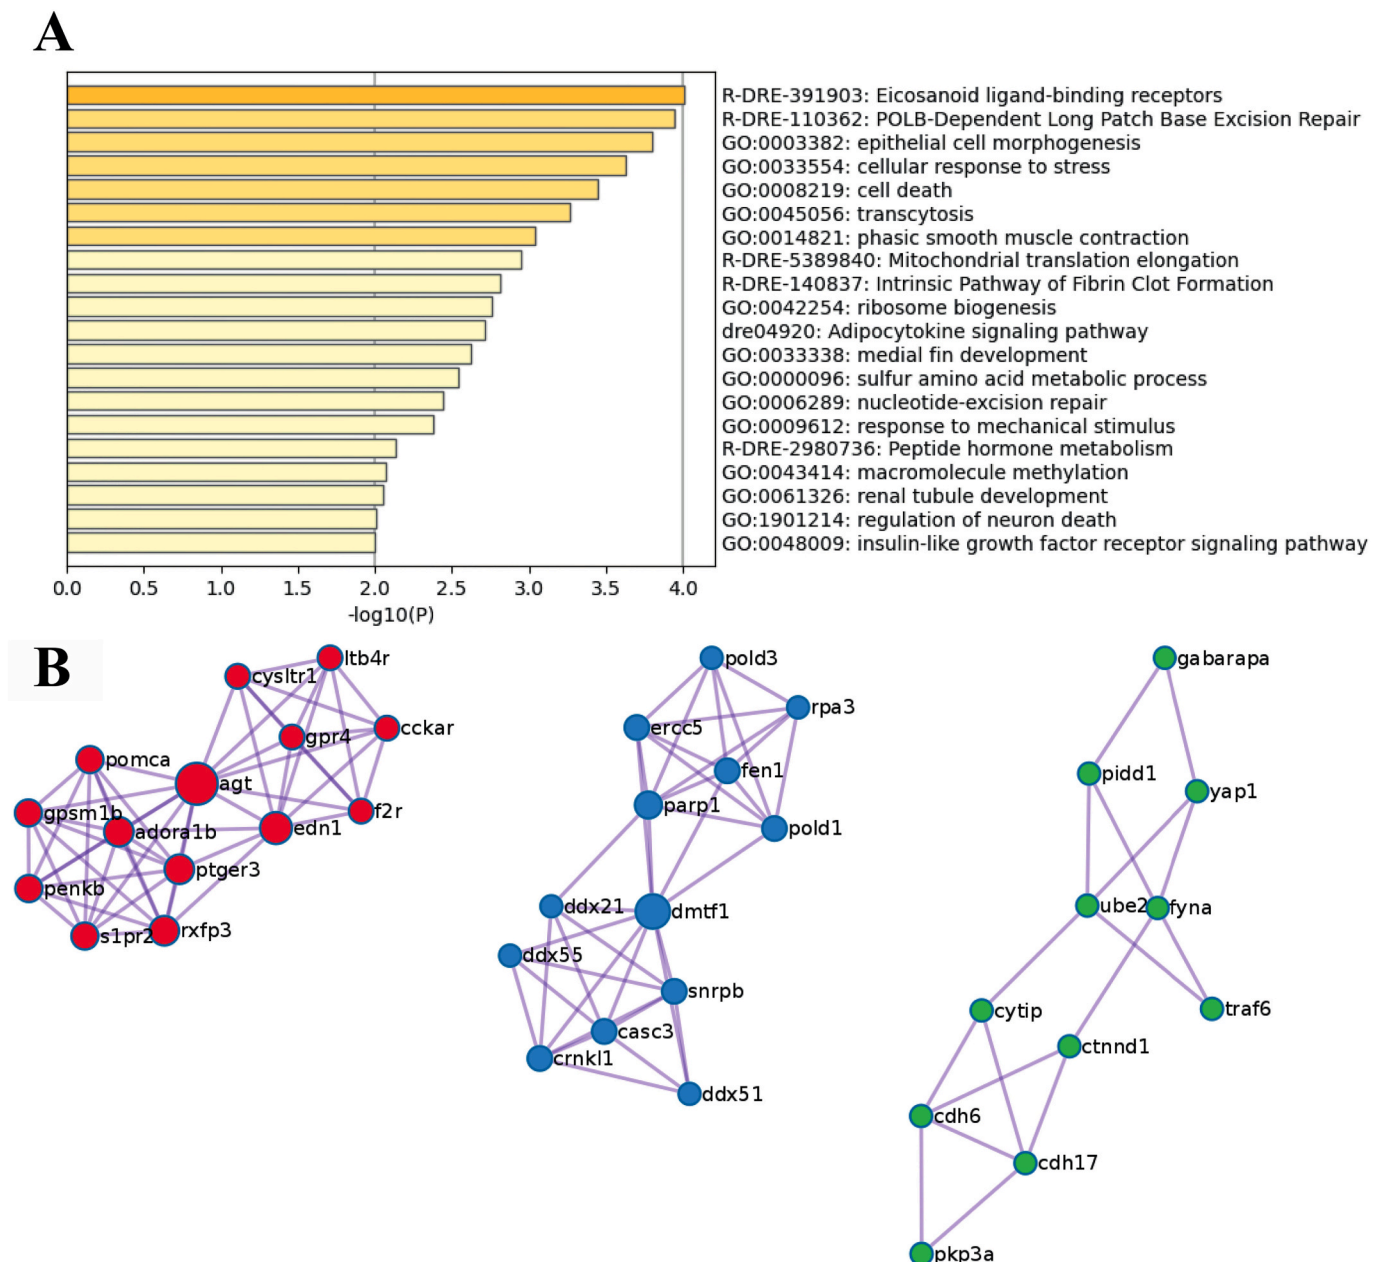 A
R-DRE-391903: Eicosanoid ligand-binding receptors
R-DRE-110362: POLB-Dependent Long Patch Base Excision Repair
GO:0003382: epithelial cell morphogenesis
GO:0033554: cellular response to stress
GO:0008219: cell death
GO:0045056: transcytosis
GO:0014821: phasic smooth muscle contraction
R-DRE-5389840: Mitochondrial translation elongation
R-DRE-140837: Intrinsic Pathway of Fibrin Clot Formation
GO:0042254: ribosome biogenesis
dre04920: Adipocytokine signaling pathway
GO:0033338: medial fin development
GO:0000096: sulfur amino acid metabolic process
GO:0006289: nucleotide-excision repair
GO:0009612: response to mechanical stimulus
R-DRE-2980736: Peptide hormone metabolism
GO:0043414: macromolecule methylation
GO:0061326: renal tubule development
GO:1901214: regulation of neuron death
GO:0048009: insulin-like growth factor receptor signaling pathway
0.0 0.5 1.0 1.5 2.0 2.5 3.0 3.5 4.0
-log10(P)
B
ltb4r
cysltr1
cckar
gpr4
pomca
agt
f2r
gpsm1b
edn1
adora1b
ptger3
penkb
rxfp3
s1pr2
pold3
rpa3
ercc5
fen1
parp1
pold1
ddx21
dmtf1
ddx55
snrpb
casc3
crnkl1
ddx51
gabarapa
pidd1
yap1
ube2
fyna
cytip
traf6
ctnnd1
cdh6
cdh17
pkp3a